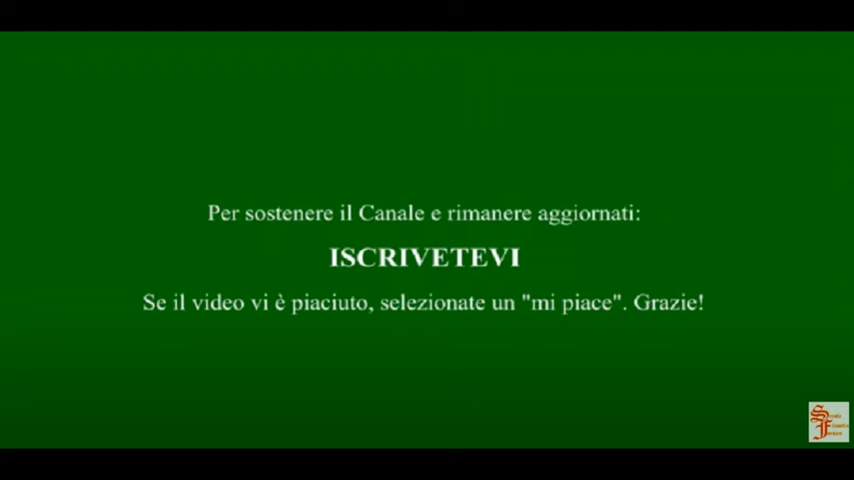 Per sostenere il Canale e rimanere aggiornati:
ISCRIVETEVI
Se il video vi è piaciuto, selezionate un "mi piace". Grazie!